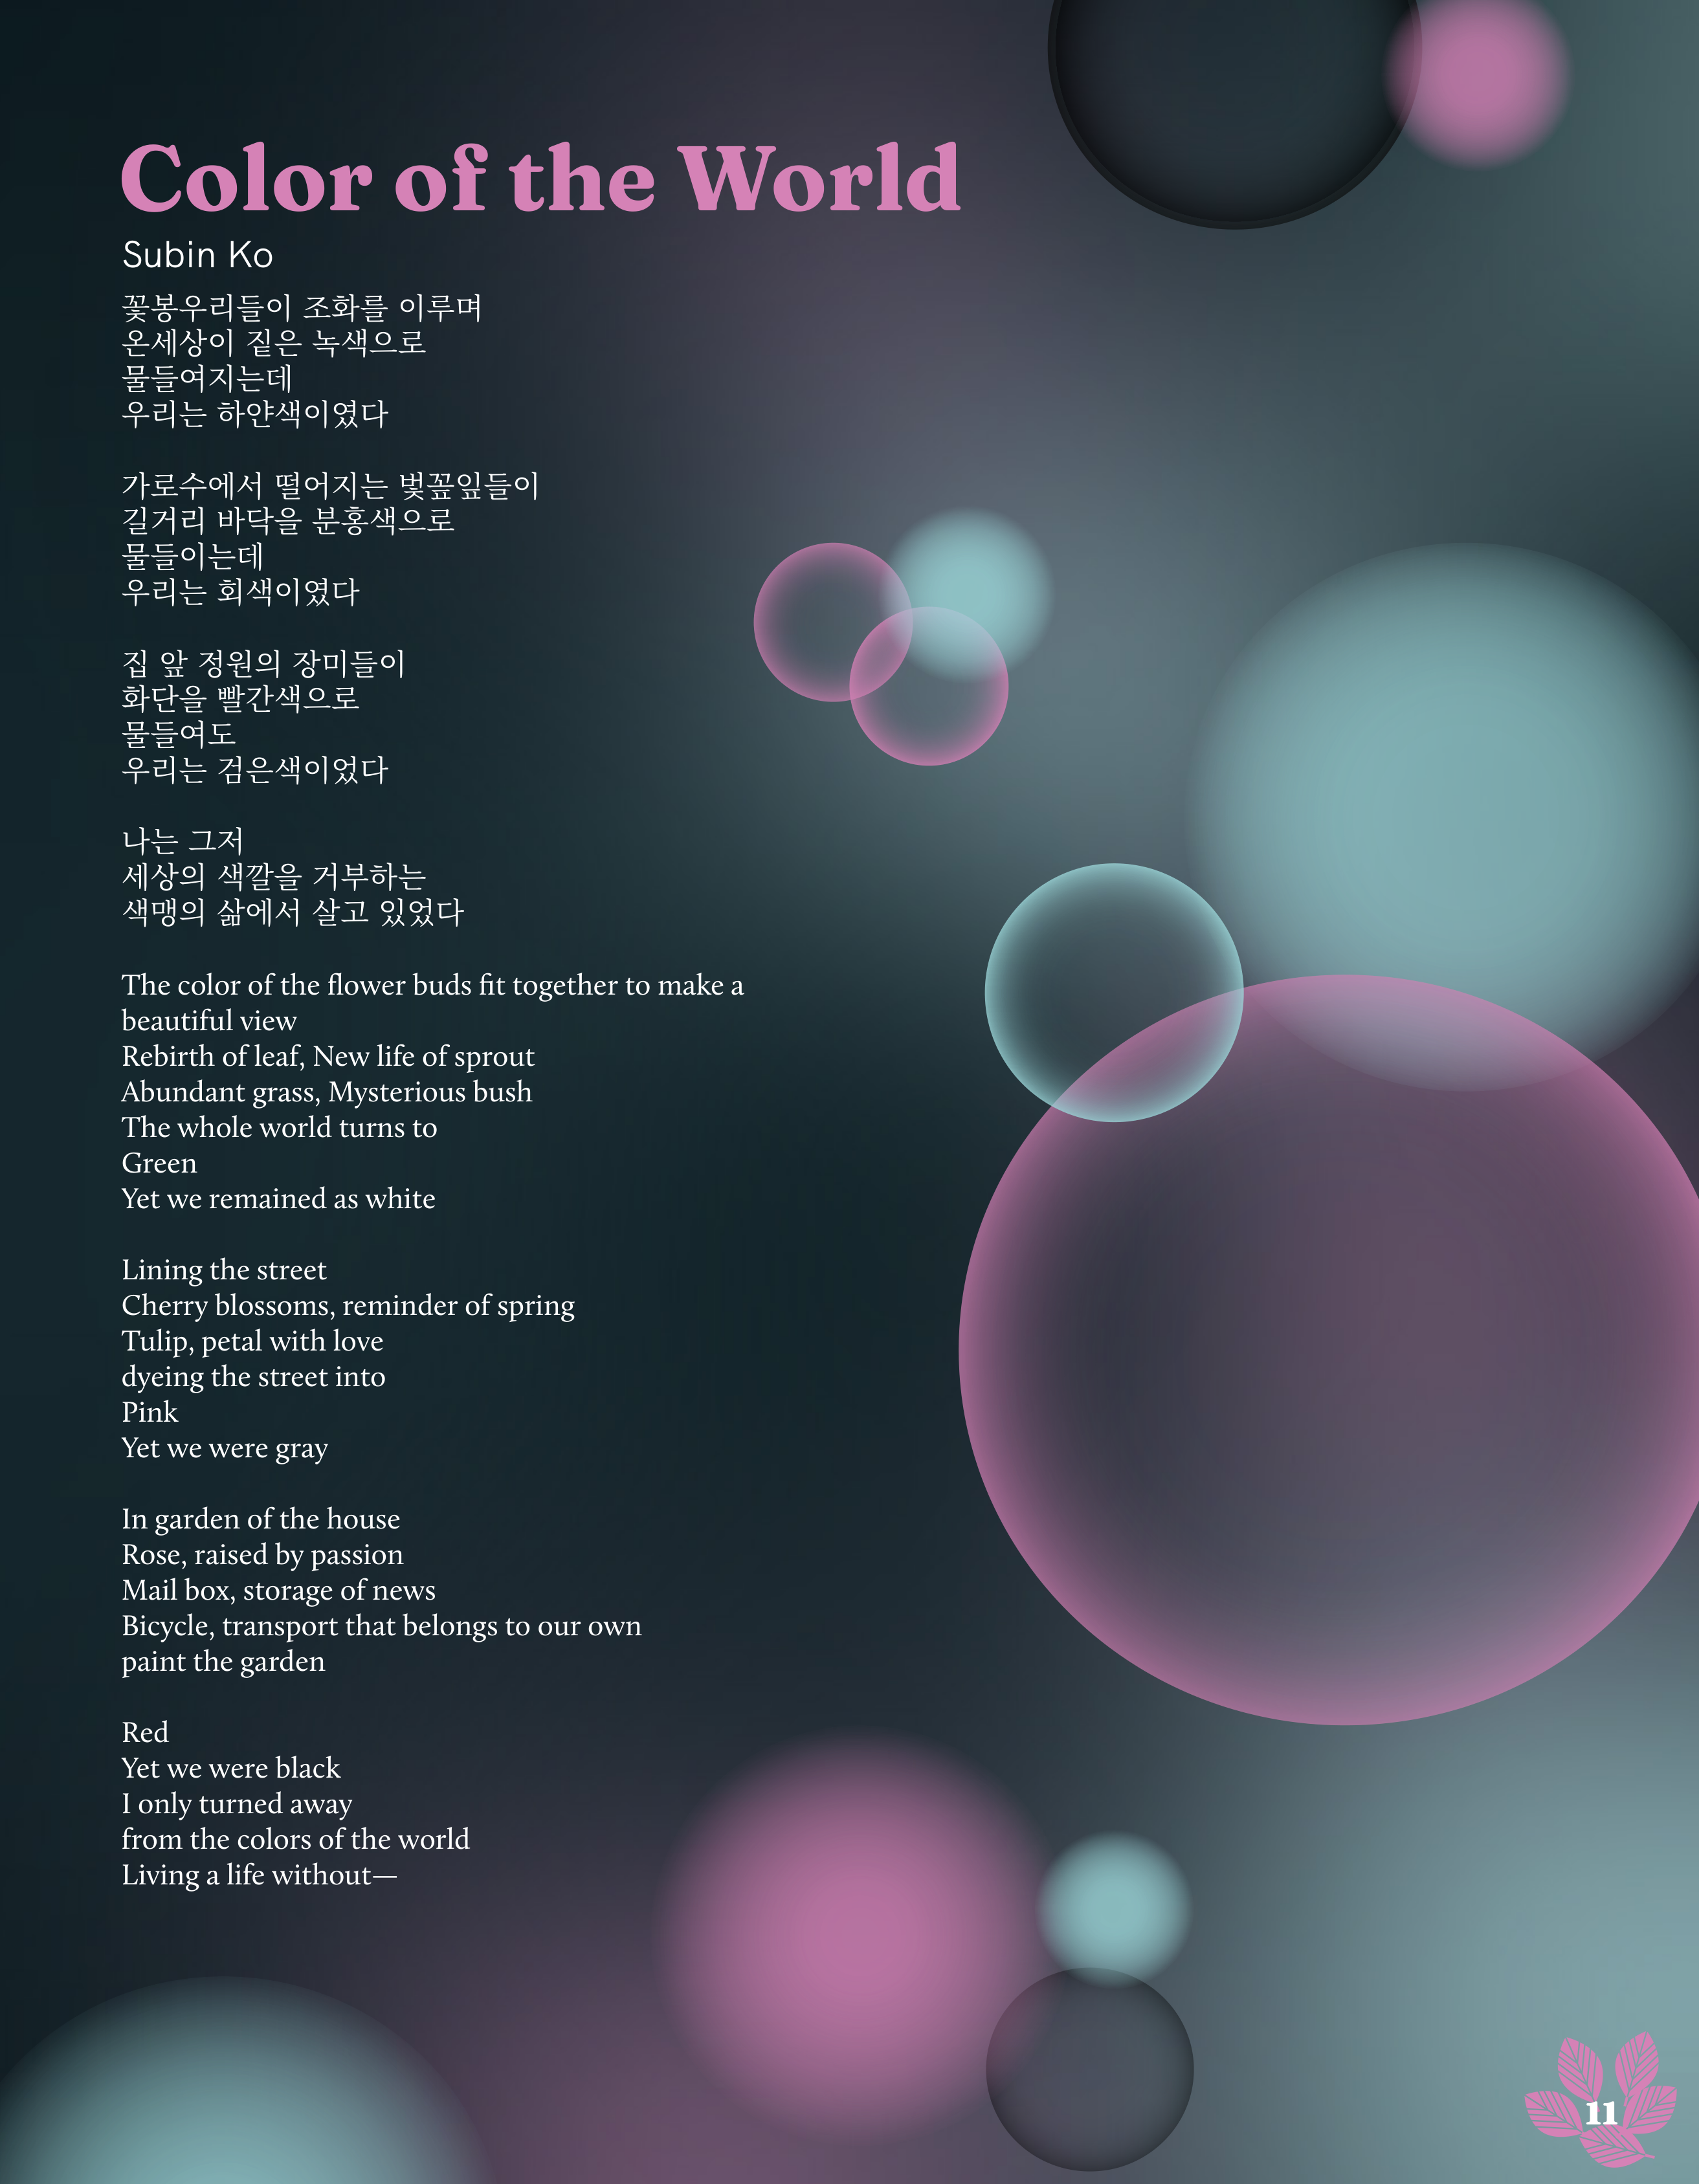 Color of the World
Subin Ko
꽃봉우리들이 조화를 이루며
온세상이 짙은 녹색으로
물들여지는데
우리는 하얀색이였다
가로수에서 떨어지는 벛꽆잎들이
길거리 바닥을 분홍색으로
물들이는데
우리는 회색이였다
집 앞 정원의 장미들이
화단을 빨간색으로
물들여도
우리는 검은색이었다
나는 그저
세상의 색깔을 거부하는
색맹의 삶에서 살고 있었다
The color of the flower buds fit together to make a
beautiful view
Rebirth of leaf, New life of sprout
Abundant grass, Mysterious bush
The whole world turns to
Green
Yet we remained as white
Lining the street
Cherry blossoms, reminder of spring
Tulip, petal with love
dyeing the street into
Pink
Yet we were gray
In garden of the house
Rose, raised by passion
Mail box, storage of news
Bicycle, transport that belongs to our own
paint the garden
Red
Yet we were black
I only turned away
from the colors of the world
Living a life without—
11